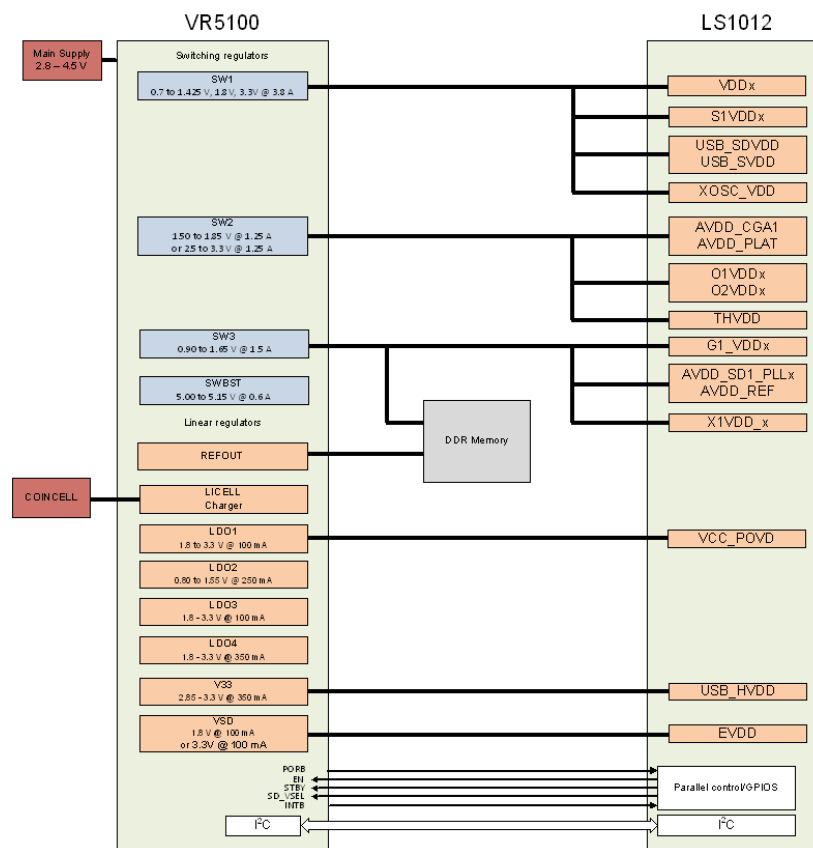 VR5100
LS1012
Main Supply
2.8 – 4.5 V
Switching regulators
SW1
0.7 to 1.425 V, 1.8V, 3.3V @ 3.8 A
SW2
1.50 to 1.85 V @ 1.25 A
or 2.5 to 3.3 V @ 1.25 A
SW3
0.90 to 1.65 V @ 1.5 A
SWBST
5.00 to 5.15 V @ 0.6 A
Linear regulators
REFOUT
COINCELL
LICELL
Charger
LDO1
1.8 to 3.3 V @ 100 mA
LDO2
0.80 to 1.55 V @ 250 mA
LDO3
1.8 - 3.3 V @ 100 mA
LDO4
1.8 - 3.3 V @ 350 mA
V33
2.85 - 3.3 V @ 350 mA
VSD
1.8 V @ 100 mA
or 3.3V @ 100 mA
PORB
EN
STBY
SD_VSEL
INTB
I²C
DDR Memory
VDDx
S1VDDx
USB_SDVDD
USB_SVDD
XOSC_VDD
AVDD_CGA1
AVDD_PLAT
O1VDDx
O2VDDx
THVDD
G1_VDDx
AVDD_SD1_PLLx
AVDD_REF
X1VDD_x
VCC_POVD
USB_HVDD
EVDD
Parallel control/GPIOS
I²C